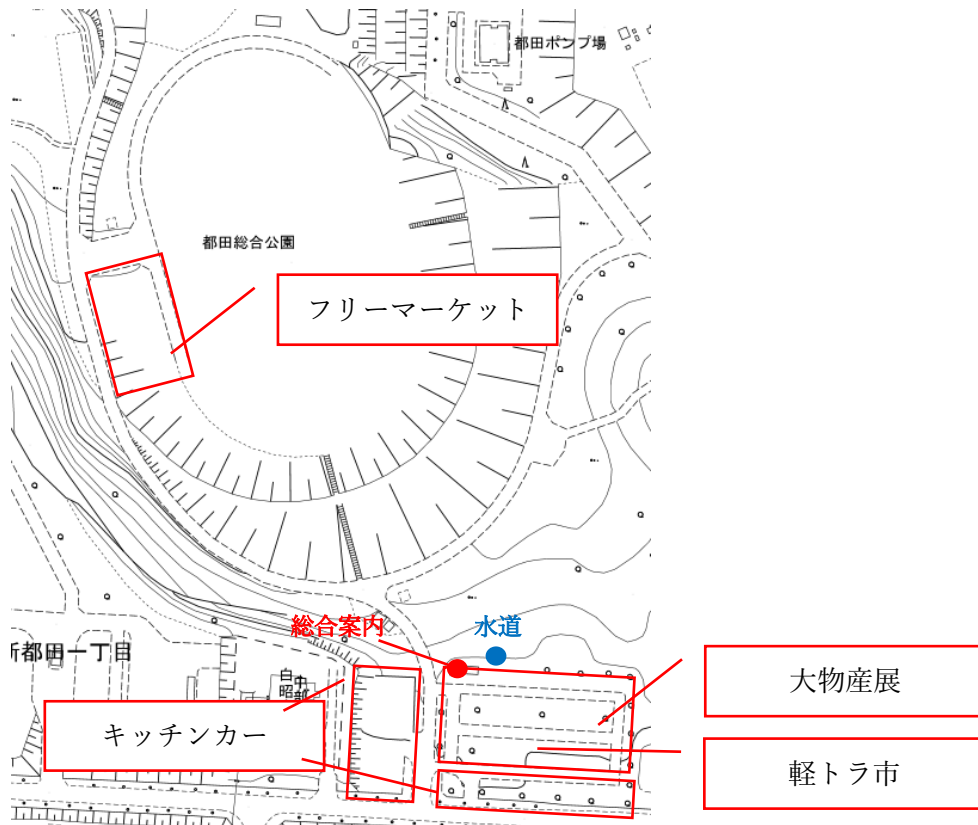 都田ポンプ場
都田総合公園
フリーマーケット
総合案内
水道
新都田一丁目
大物産展
キッチンカー
軽トラ市